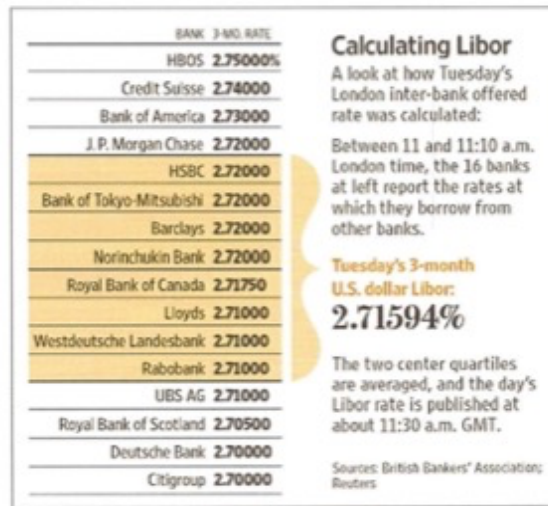 BANK 3-MO. RATE
HBOS 2.75000%
Credit Suisse 2.74000
Bank of America 2.73000
J.P. Morgan Chase 2.72000
HSBC 2.72000
Bank of Tokyo-Mitsubishi 2.72000
Barclays 2.72000
Norinchukin Bank 2.72000
Royal Bank of Canada 2.71750
Lloyds 2.71000
Westdeutsche Landesbank 2.71000
Rabobank 2.71000
UBS AG 2.71000
Royal Bank of Scotland 2.70500
Deutsche Bank 2.70000
Citigroup 2.70000
Calculating Libor
A look at how Tuesday's
London inter-bank offered
rate was calculated:
Between 11 and 11:10 a.m.
London time, the 16 banks
at left report the rates at
which they borrow from
other banks.
Tuesday's 3-month
U.S. dollar Libor:
2.71594%
The two center quartiles
are averaged, and the day's
Libor rate is published at
about 11:30 a.m. GMT.
Sources: British Bankers' Association;
Reuters